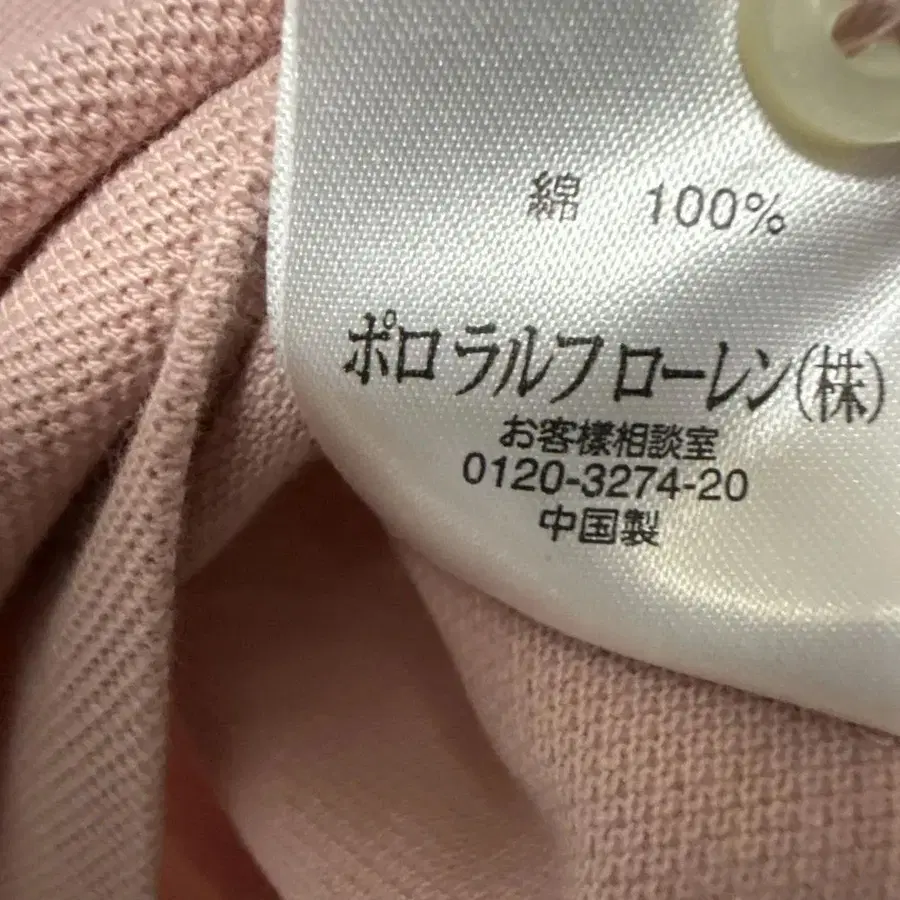 綿 100%
ポロ ラルフ ローレン(株)
お客様相談室
0120-3274-20
中国製